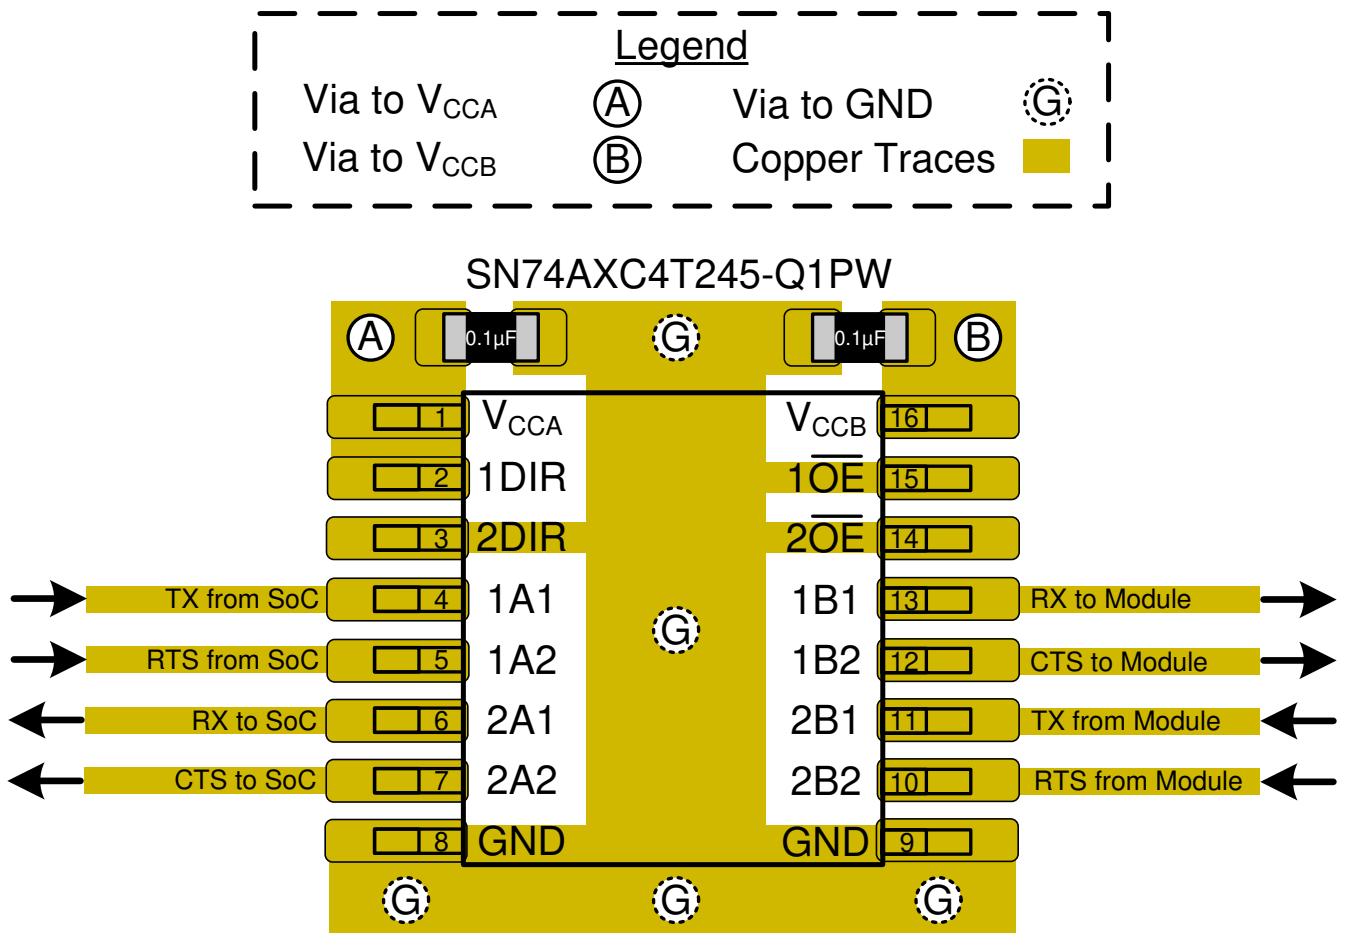 Legend
Via to VCCA A Via to GND G
Via to VCCB B Copper Traces
SN74AXC4T245-Q1PW
A 0.1µF G 0.1µF B
1 VCCA VCCB 16
2 1DIR 1OE 15
3 2DIR 2OE 14
TX from SoC 4 1A1 1B1 13 RX to Module
G
RTS from SoC 5 1A2 1B2 12 CTS to Module
RX to SoC 6 2A1 2B1 11 TX from Module
CTS to SoC 7 2A2 2B2 10 RTS from Module
8 GND GND 9
G G G